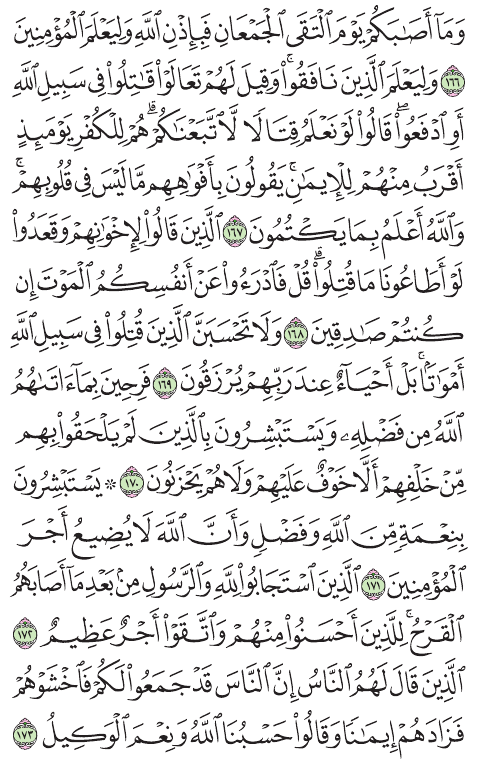 وَمَآ أَصَٰبَكُمۡ يَوۡمَ ٱلۡتَقَى ٱلۡجَمۡعَانِ فَبِإِذۡنِ ٱللَّهِ وَلِيَعۡلَمَ ٱلۡمُؤۡمِنِينَ
١٦٦ وَلِيَعۡلَمَ ٱلَّذِينَ نَافَقُواْۚ وَقِيلَ لَهُمۡ تَعَالَوۡاْ قَٰتِلُواْ فِي سَبِيلِ ٱللَّهِ
أَوِ ٱدۡفَعُواْۖ قَالُواْ لَوۡ نَعۡلَمُ قِتَالٗا لَّٱتَّبَعۡنَٰكُمۡۗ هُمۡ لِلۡكُفۡرِ يَوۡمَئِذٍ
أَقۡرَبُ مِنۡهُمۡ لِلۡإِيمَٰنِۚ يَقُولُونَ بِأَفۡوَٰهِهِم مَّا لَيۡسَ فِي قُلُوبِهِمۡۚ
وَٱللَّهُ أَعۡلَمُ بِمَا يَكۡتُمُونَ ١٦٧ ٱلَّذِينَ قَالُواْ لِإِخۡوَٰنِهِمۡ وَقَعَدُواْ
لَوۡ أَطَاعُونَا مَا قُتِلُواْۗ قُلۡ فَٱدۡرَءُواْ عَنۡ أَنفُسِكُمُ ٱلۡمَوۡتَ إِن
كُنتُمۡ صَٰدِقِينَ ١٦٨ وَلَا تَحۡسَبَنَّ ٱلَّذِينَ قُتِلُواْ فِي سَبِيلِ ٱللَّهِ
أَمۡوَٰتَۢاۚ بَلۡ أَحۡيَآءٌ عِندَ رَبِّهِمۡ يُرۡزَقُونَ ١٦٩ فَرِحِينَ بِمَآ ءَاتَىٰهُمُ
ٱللَّهُ مِن فَضۡلِهِۦ وَيَسۡتَبۡشِرُونَ بِٱلَّذِينَ لَمۡ يَلۡحَقُواْ بِهِم
مِّنۡ خَلۡفِهِمۡ أَلَّا خَوۡفٌ عَلَيۡهِمۡ وَلَا هُمۡ يَحۡزَنُونَ ١٧٠ ۞ يَسۡتَبۡشِرُونَ
بِنِعۡمَةٖ مِّنَ ٱللَّهِ وَفَضۡلٖ وَأَنَّ ٱللَّهَ لَا يُضِيعُ أَجۡرَ
ٱلۡمُؤۡمِنِينَ ١٧١ ٱلَّذِينَ ٱسۡتَجَابُواْ لِلَّهِ وَٱلرَّسُولِ مِنۢ بَعۡدِ مَآ أَصَابَهُمُ
ٱلۡقَرۡحُۚ لِلَّذِينَ أَحۡسَنُواْ مِنۡهُمۡ وَٱتَّقَوۡاْ أَجۡرٌ عَظِيمٌ ١٧٢
ٱلَّذِينَ قَالَ لَهُمُ ٱلنَّاسُ إِنَّ ٱلنَّاسَ قَدۡ جَمَعُواْ لَكُمۡ فَٱخۡشَوۡهُمۡ
فَزَادَهُمۡ إِيمَٰنٗا وَقَالُواْ حَسۡبُنَا ٱللَّهُ وَنِعۡمَ ٱلۡوَكِيلُ ١٧٣